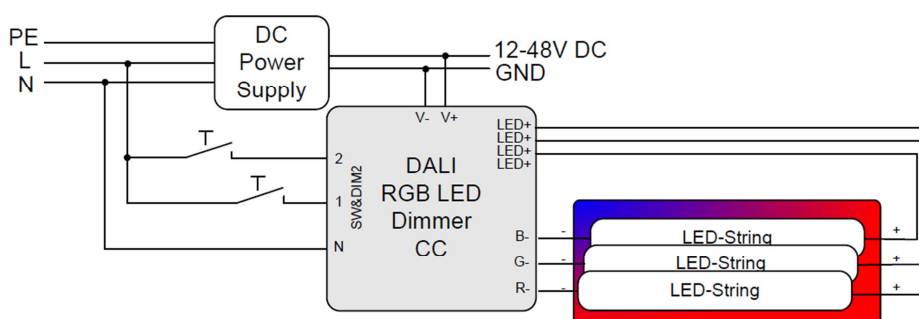 PE
L
N
DC
Power
Supply
12-48V DC
GND
V-
V+
LED+
LED+
LED+
LED+
T
T
2
1
N
SW&DIM2
DALI
RGB LED
Dimmer
CC
B-
G-
R-
-
LED-String
+
-
LED-String
+
-
LED-String
+